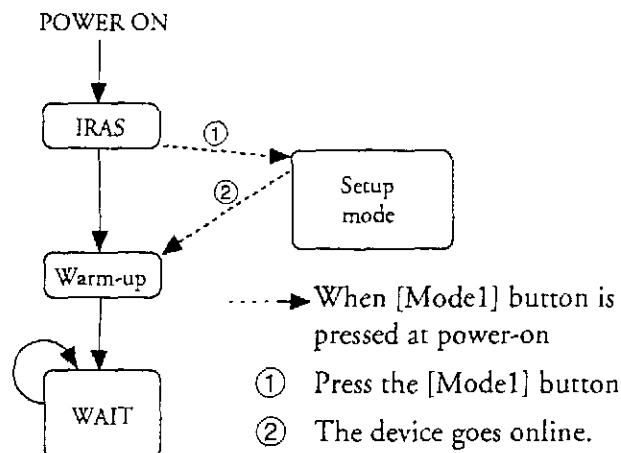 POWER ON
IRAS
①
Setup
mode
②
Warm-up
When [Mode1] button is
pressed at power-on
① Press the [Mode1] button
② The device goes online.
WAIT